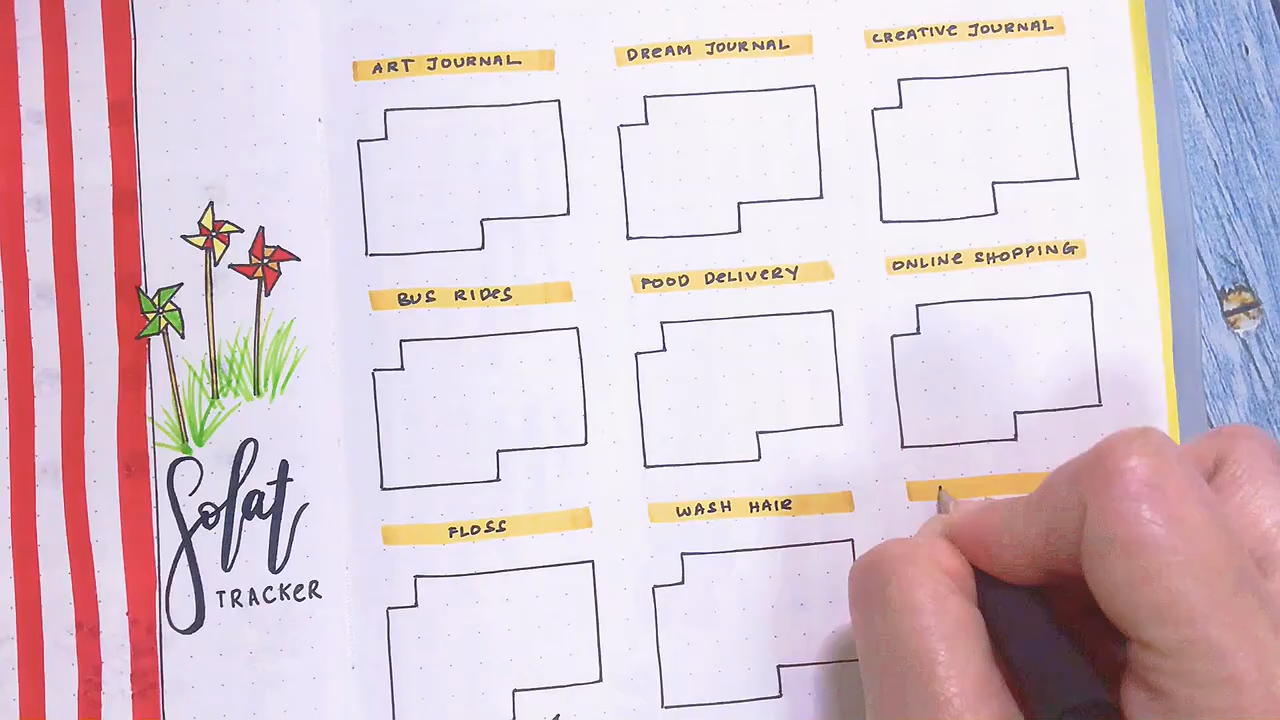 ART JOURNAL
DREAM JOURNAL
CREATIVE JOURNAL
BUS RIDES
FOOD DELIVERY
ONLINE SHOPPING
FLOSS
WASH HAIR
Solat
TRACKER